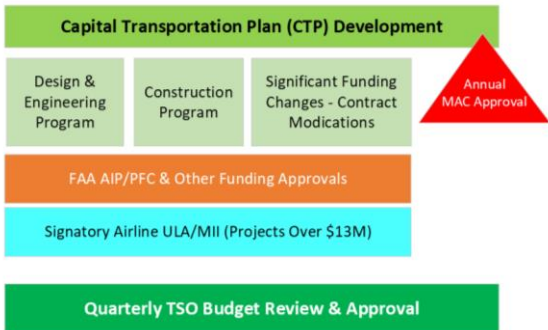 Capital Transportation Plan (CTP) Development
Design &
Engineering
Program
Construction
Program
Significant Funding
Changes - Contract
Modications
Annual
MAC Approval
FAA AIP/PFC & Other Funding Approvals
Signatory Airline ULA/MII (Projects Over $13M)
Quarterly TSO Budget Review & Approval